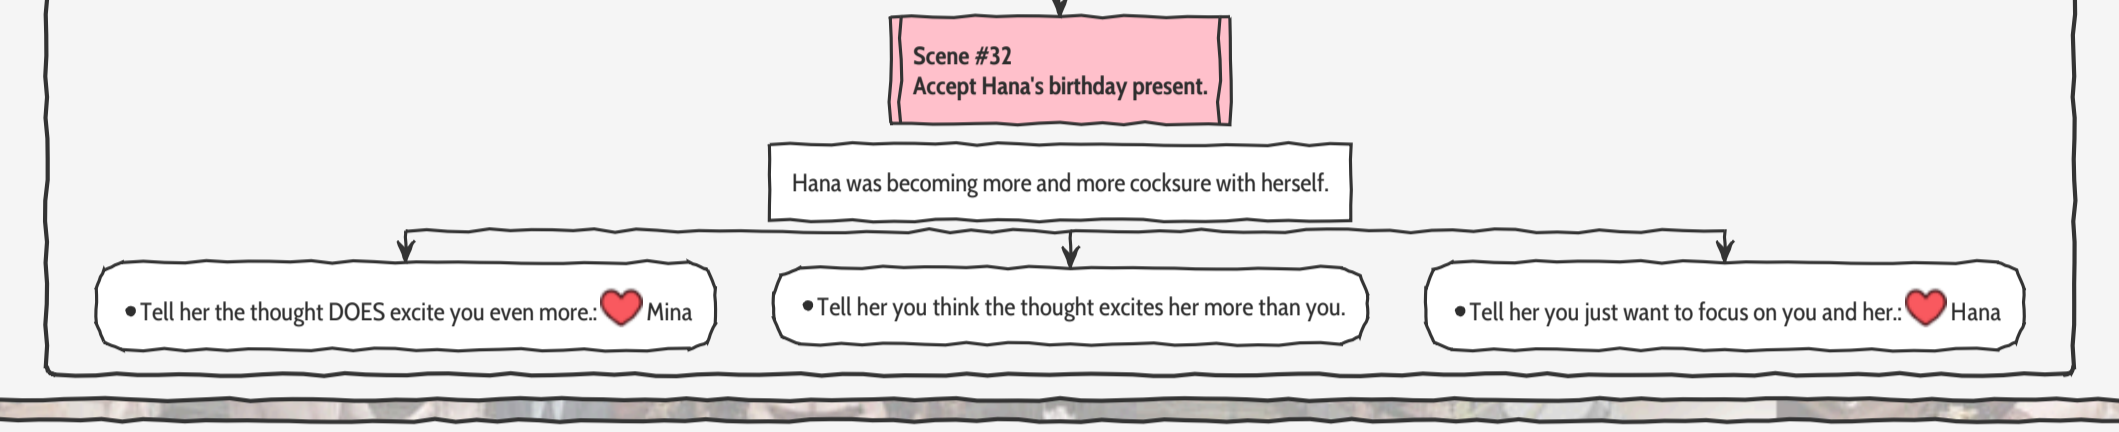 Scene #32
Accept Hana's birthday present.
Hana was becoming more and more cocksure with herself.
•Tell her the thought DOES excite you even more.:❤️ Mina
•Tell her you think the thought excites her more than you.
•Tell her you just want to focus on you and her.:❤️ Hana